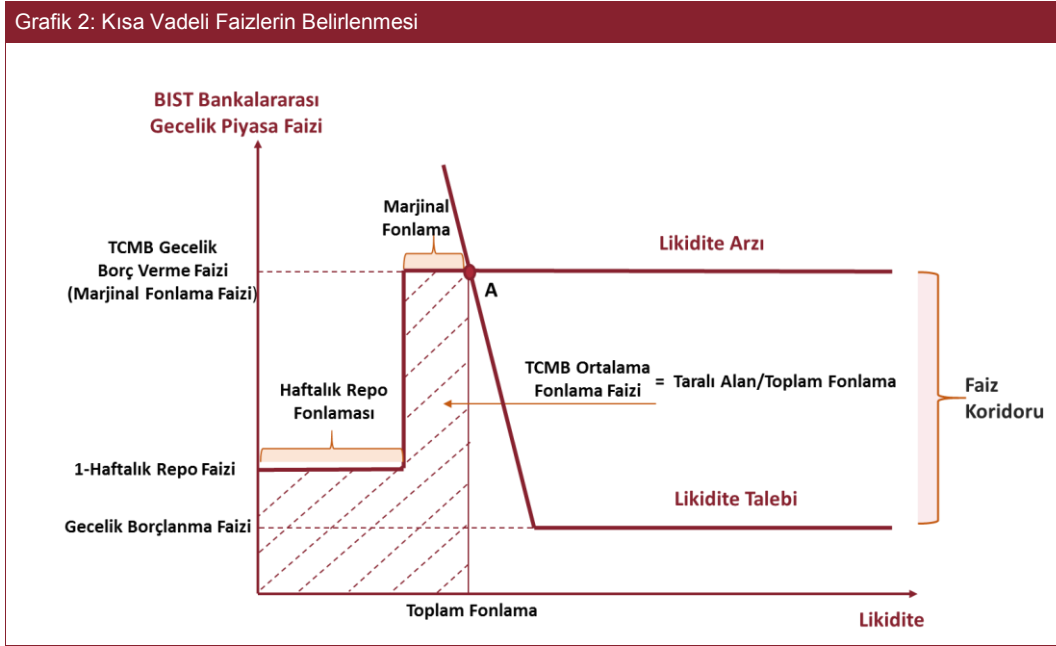 Grafik 2: Kısa Vadeli Faizlerin Belirlenmesi
BIST Bankalararası
Gecelik Piyasa Faizi
Marjinal
Fonlama
TCMB Gecelik
Borç Verme Faizi
(Marjinal Fonlama Faizi)
Likidite Arzı
A
TCMB Ortalama
Fonlama Faizi
= Taralı Alan/Toplam Fonlama
Faiz
Koridoru
Haftalık Repo
Fonlaması
1-Haftalık Repo Faizi
Likidite Talebi
Gecelik Borçlanma Faizi
Toplam Fonlama
Likidite